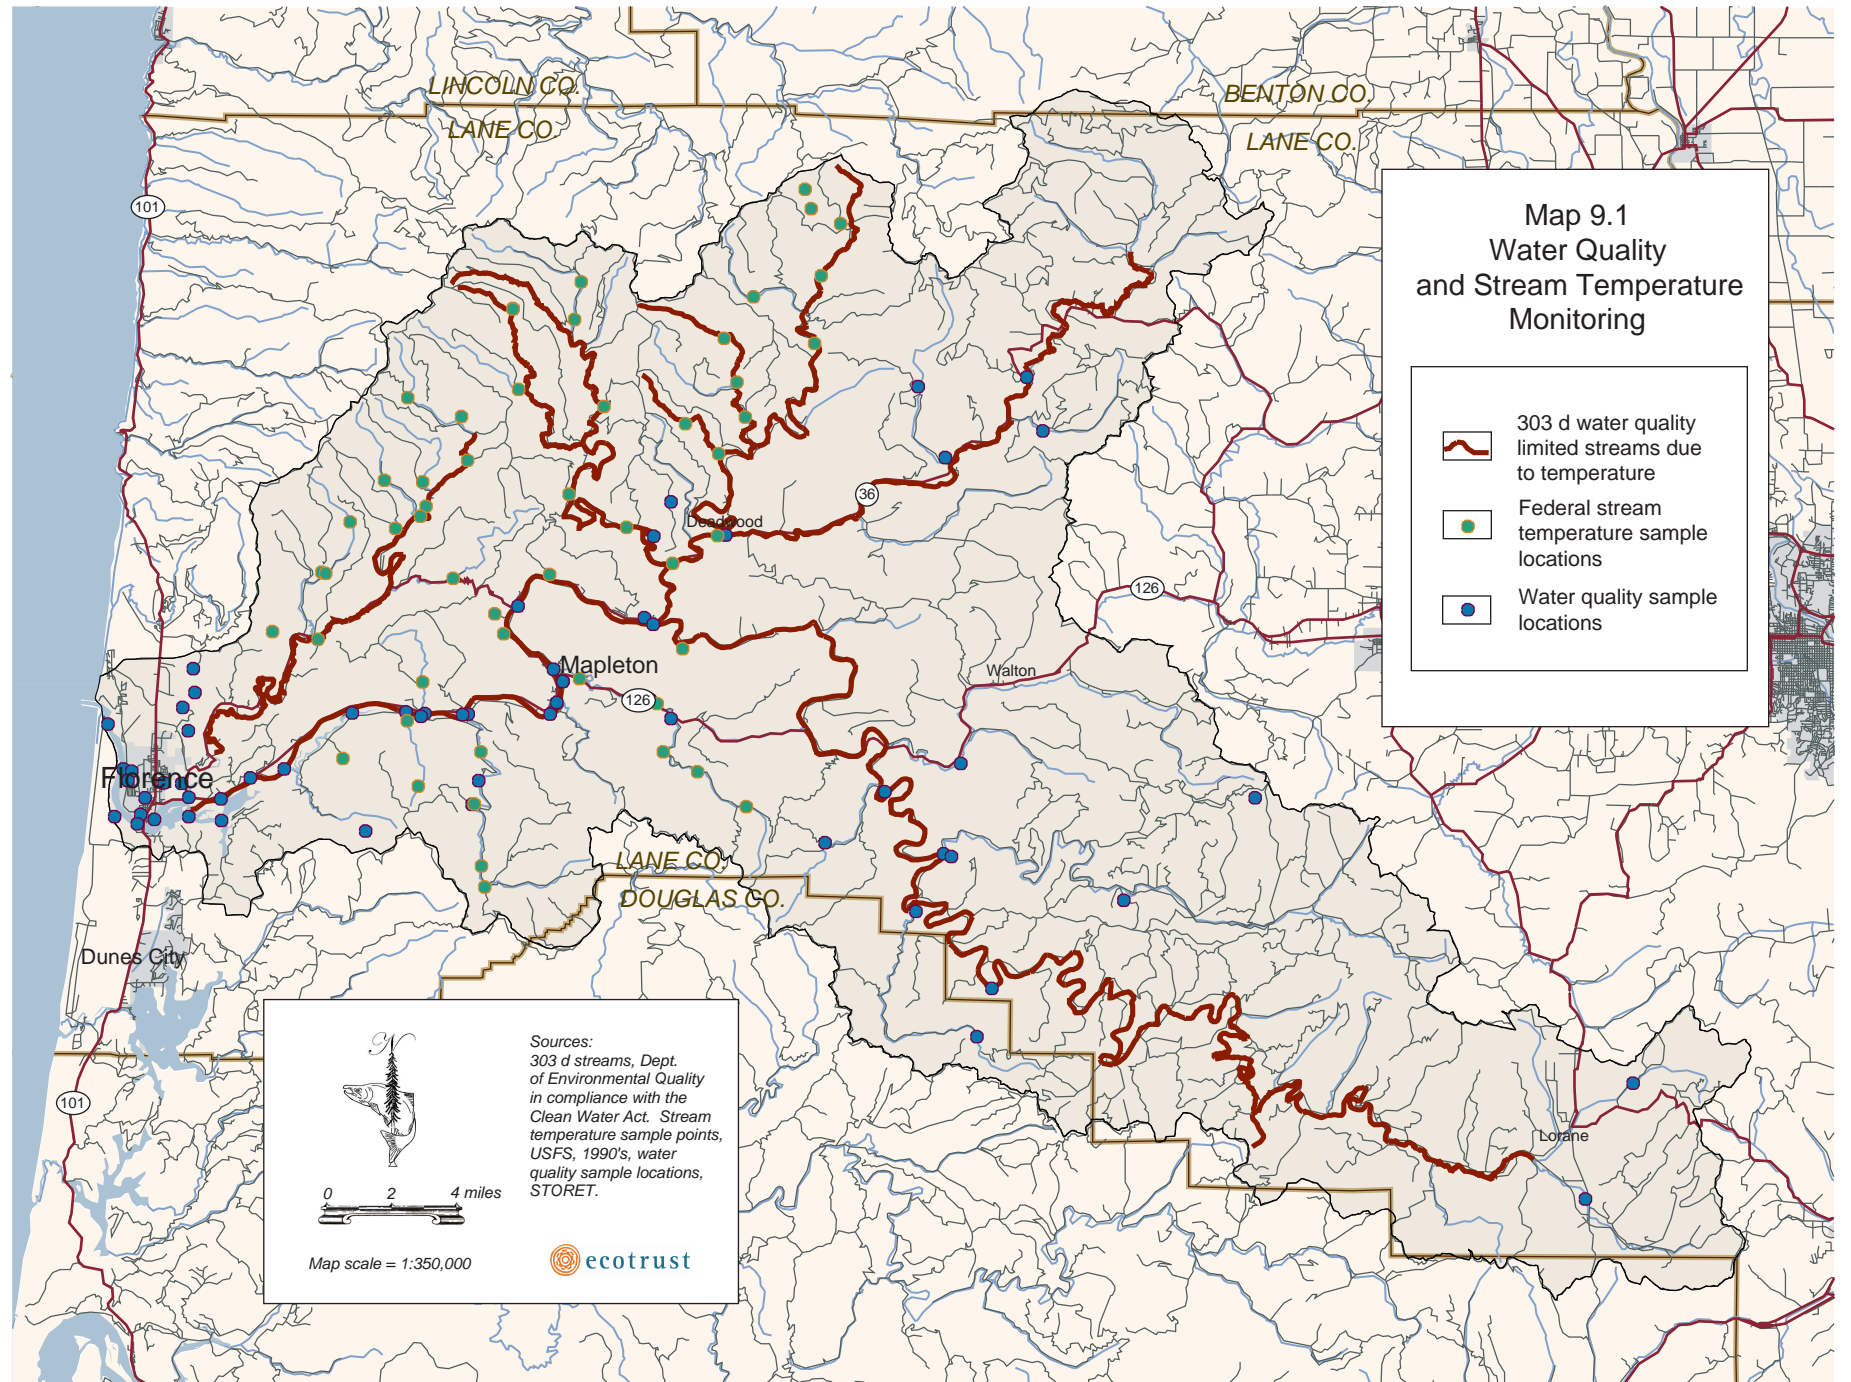 LINCOLN CO.
LANE CO.
BENTON CO.
LANE CO.
101
Map 9.1
Water Quality
and Stream Temperature
Monitoring
303 d water quality
limited streams due
to temperature
Federal stream
temperature sample
locations
Water quality sample
locations
36
Deadwood
126
Mapleton
Walton
126
Florence
LANE CO.
DOUGLAS CO.
Dunes City
101
Lorane
N
Sources:
303 d streams, Dept.
of Environmental Quality
in compliance with the
Clean Water Act. Stream
temperature sample points,
USFS, 1990's, water
quality sample locations,
STORET.
0 2 4 miles
Map scale = 1:350,000
ecotrust